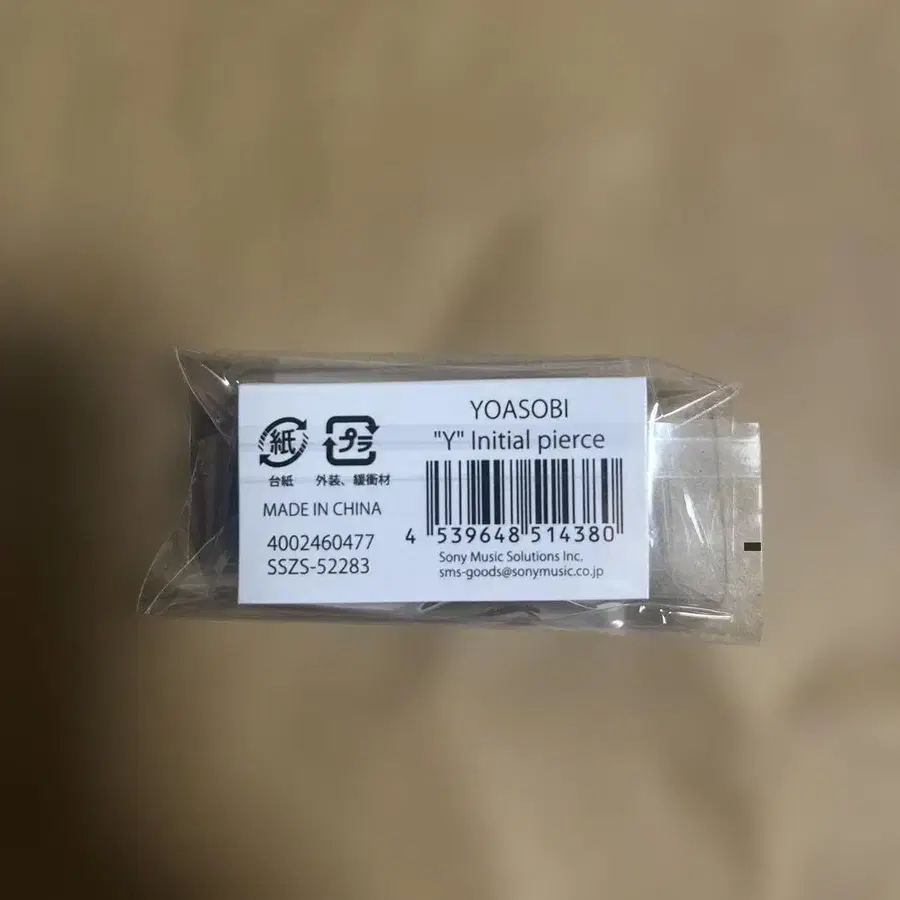 紙
台紙
プラ
外装、緩衝材
MADE IN CHINA
4002460477
SSZS-52283
YOASOBI
"Y" Initial pierce
4 539648 514380
Sony Music Solutions Inc.
sms-goods@sonymusic.co.jp